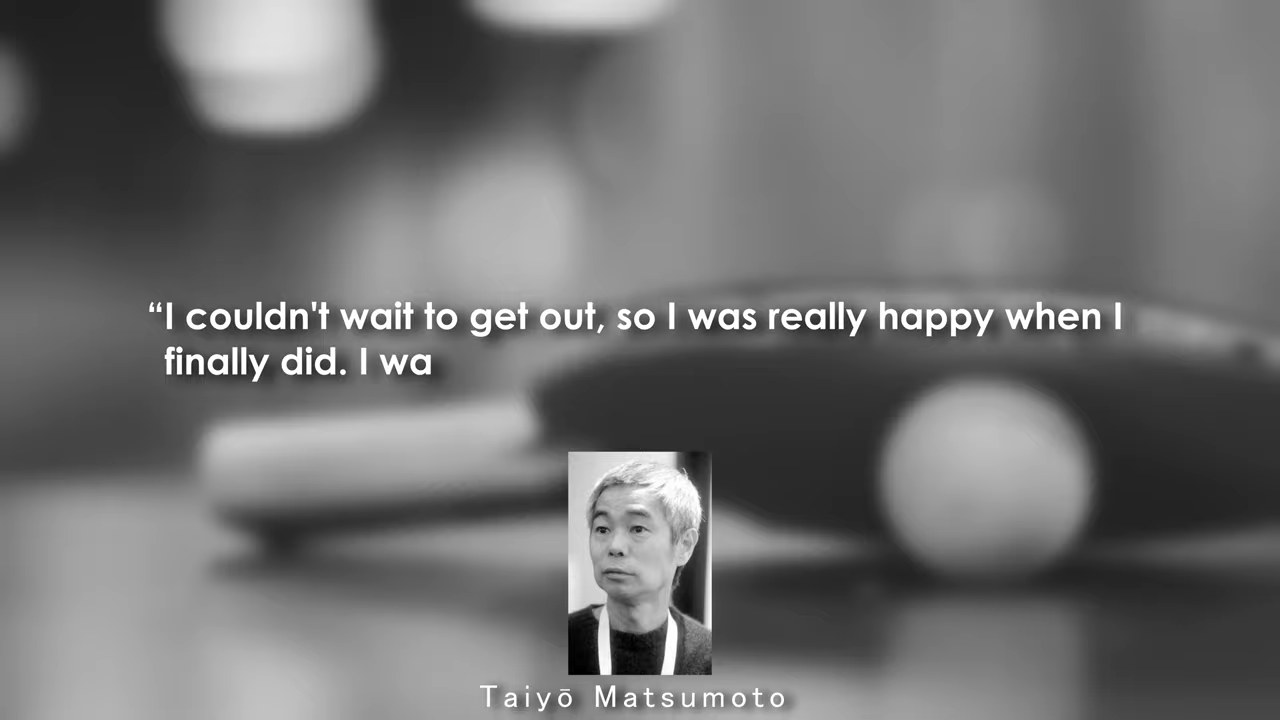 “I couldn't wait to get out, so I was really happy when I
finally did. I wa
Taiyō Matsumoto